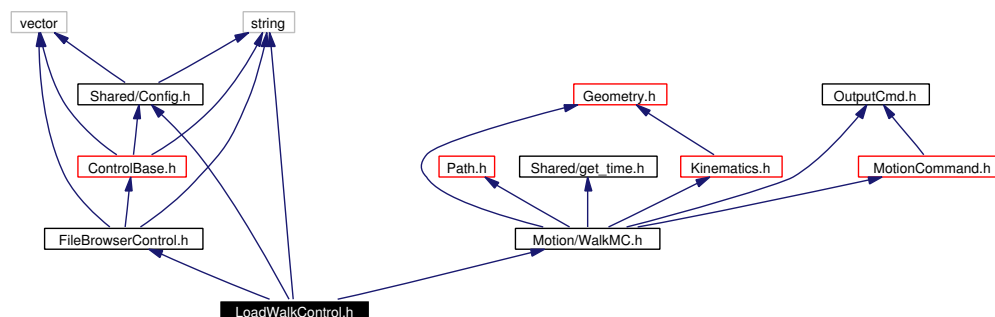 vector
string
Shared/Config.h
Geometry.h
OutputCmd.h
ControlBase.h
Path.h
Shared/get_time.h
Kinematics.h
MotionCommand.h
FileBrowserControl.h
Motion/WalkMC.h
LoadWalkControl.h